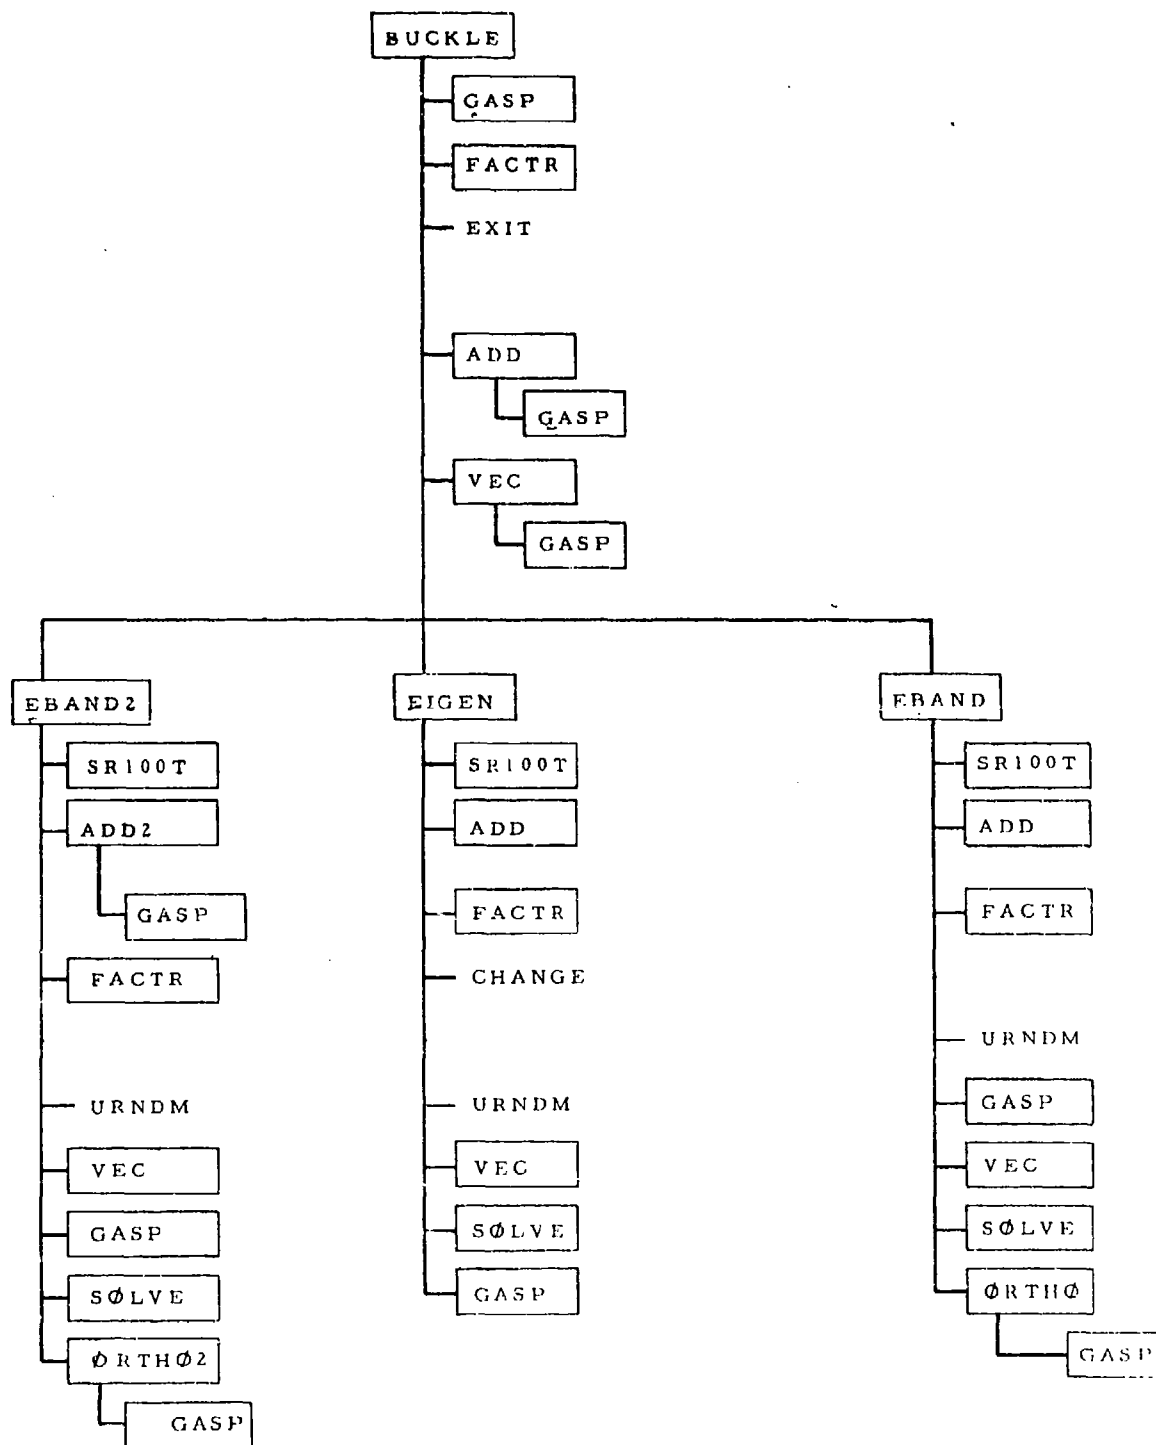 BUCKLE
GASP
FACTR
EXIT
ADD
GASP
VEC
GASP
EBAND2
SR100T
ADD2
GASP
FACTR
URNDM
VEC
GASP
SØLVE
ØRTHØ2
GASP
EIGEN
SR100T
ADD
FACTR
CHANGE
URNDM
VEC
SØLVE
GASP
EBAND
SR100T
ADD
FACTR
URNDM
GASP
VEC
SØLVE
ØRTHØ
GASP